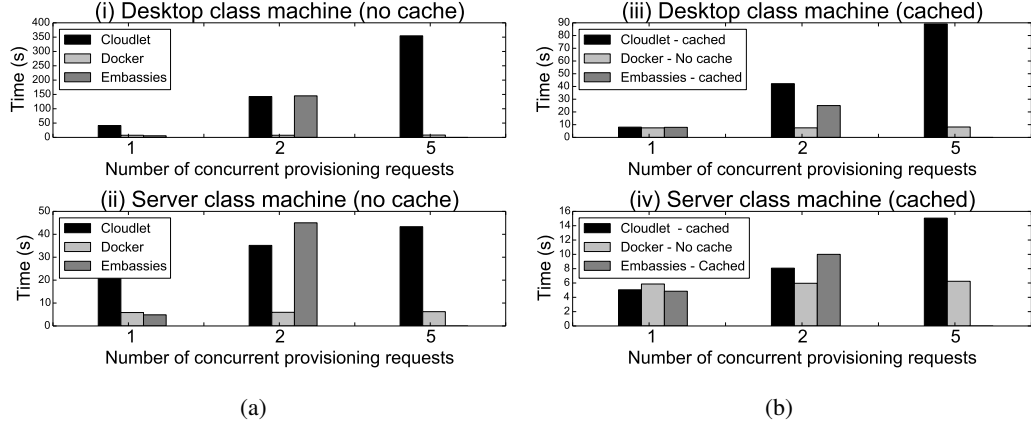 (i) Desktop class machine (no cache)
400
350
300
250
200
150
100
50
0
Time (s)
Cloudlet
Docker
Embassies
1 2 5
Number of concurrent provisioning requests
(ii) Server class machine (no cache)
50
40
30
20
10
0
Time (s)
Cloudlet
Docker
Embassies
1 2 5
Number of concurrent provisioning requests
(a)
(iii) Desktop class machine (cached)
90
80
70
60
50
40
30
20
10
0
Time (s)
Cloudlet - cached
Docker - No cache
Embassies - cached
1 2 5
Number of concurrent provisioning requests
(iv) Server class machine (cached)
16
14
12
10
8
6
4
2
0
Time (s)
Cloudlet - cached
Docker - No cache
Embassies - Cached
1 2 5
Number of concurrent provisioning requests
(b)